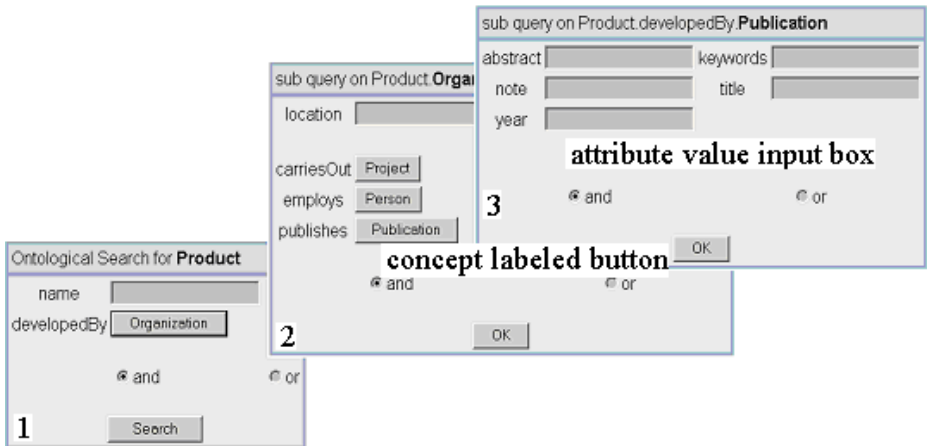 sub query on Product.developedBy.Publication
abstract keywords
note title
year
attribute value input box
and or
3
OK
sub query on Product.Organ
location
carriesOut Project
employs Person
publishes Publication
concept labeled button
and or
2
OK
Ontological Search for Product
name
developedBy Organization
and or
1
Search